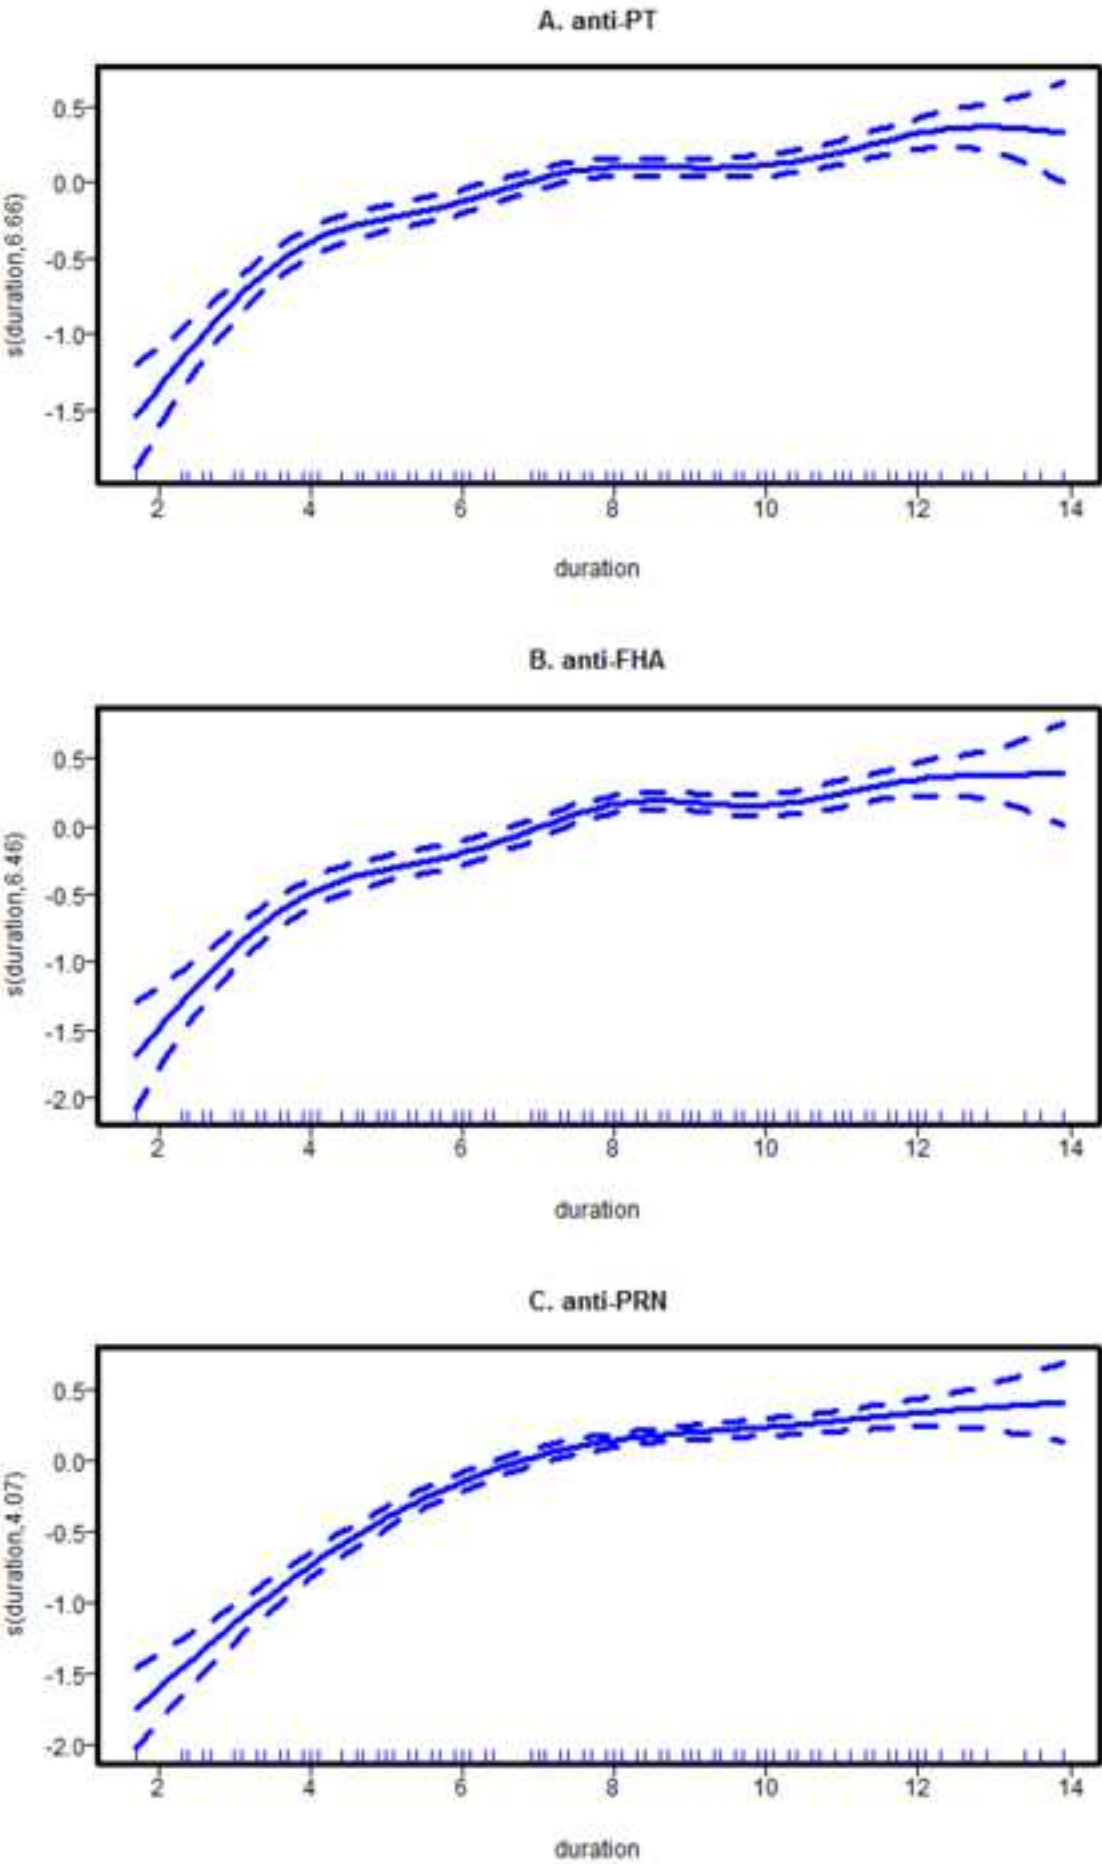 A. anti-PT
s(duration,6.66)
0.5
0.0
-0.5
-1.0
-1.5
2 4 6 8 10 12 14
duration
B. anti-FHA
s(duration,6.46)
0.5
0.0
-0.5
-1.0
-1.5
-2.0
2 4 6 8 10 12 14
duration
C. anti-PRN
s(duration,4.07)
0.5
0.0
-0.5
-1.0
-1.5
-2.0
2 4 6 8 10 12 14
duration